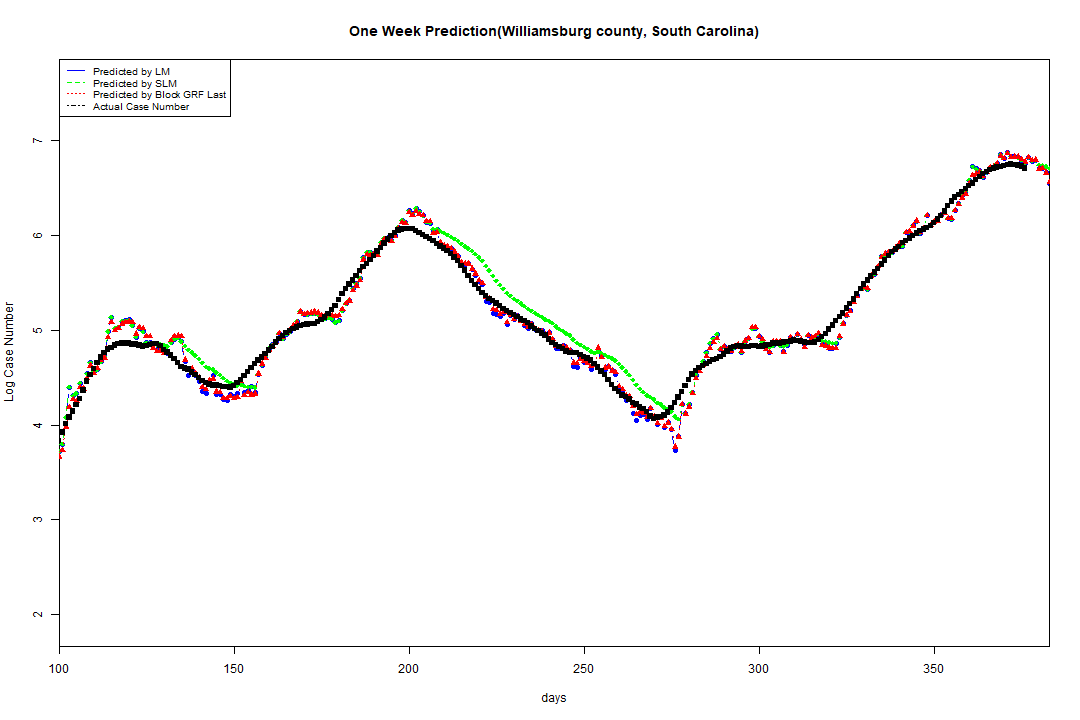 One Week Prediction(Williamsburg county, South Carolina)
Predicted by LM
Predicted by SLM
Predicted by Block GRF Last
Actual Case Number
7
6
5
4
3
2
Log Case Number
100 150 200 250 300 350
days